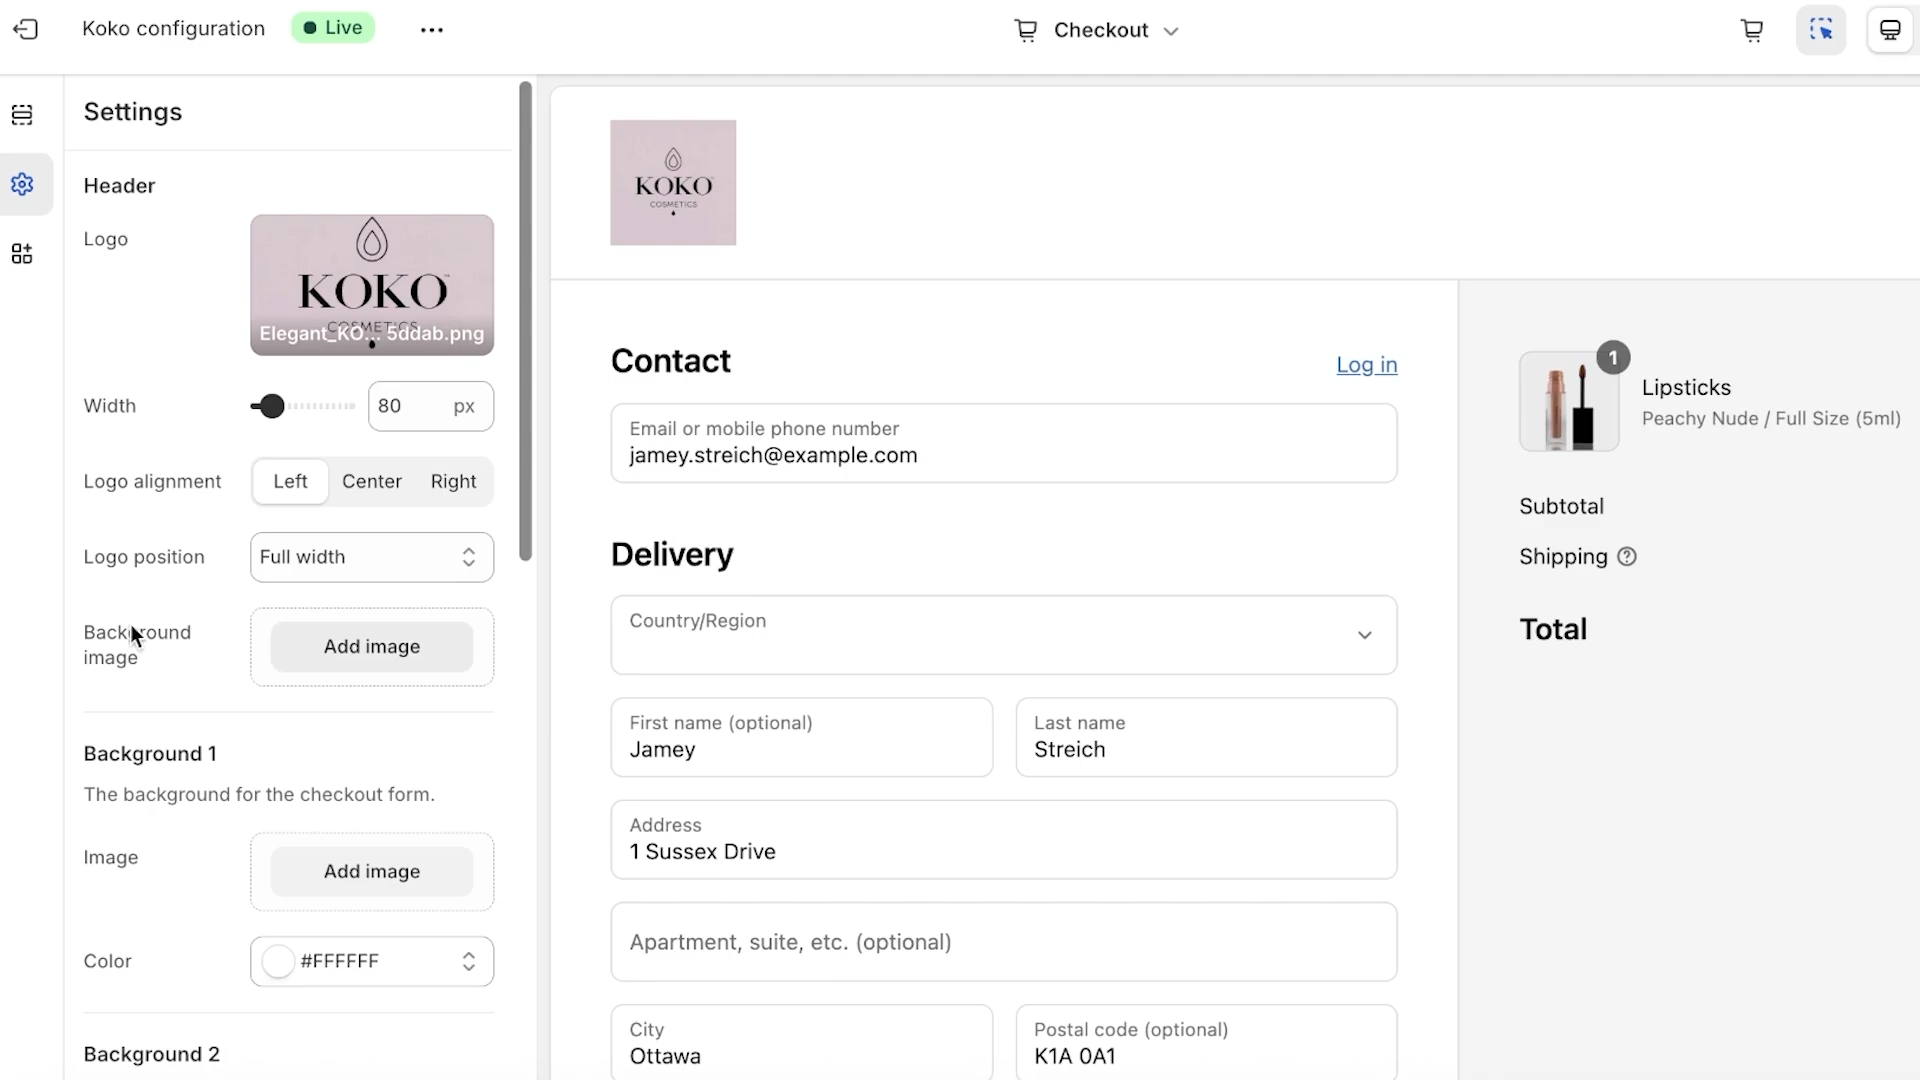 Koko configuration
Live
Checkout
Settings
Header
Logo
KOKO
COSMETICS
Elegant_KO... 5ddab.png
Width
80 px
Logo alignment
Left Center Right
Logo position
Full width
Background
image
Add image
Background 1
The background for the checkout form.
Image
Add image
Color
#FFFFFF
Background 2
KOKO
COSMETICS
Contact
Log in
Email or mobile phone number
jamey.streich@example.com
Delivery
Country/Region
First name (optional)
Jamey
Last name
Streich
Address
1 Sussex Drive
Apartment, suite, etc. (optional)
City
Ottawa
Postal code (optional)
K1A 0A1
1
Lipsticks
Peachy Nude / Full Size (5ml)
Subtotal
Shipping
Total